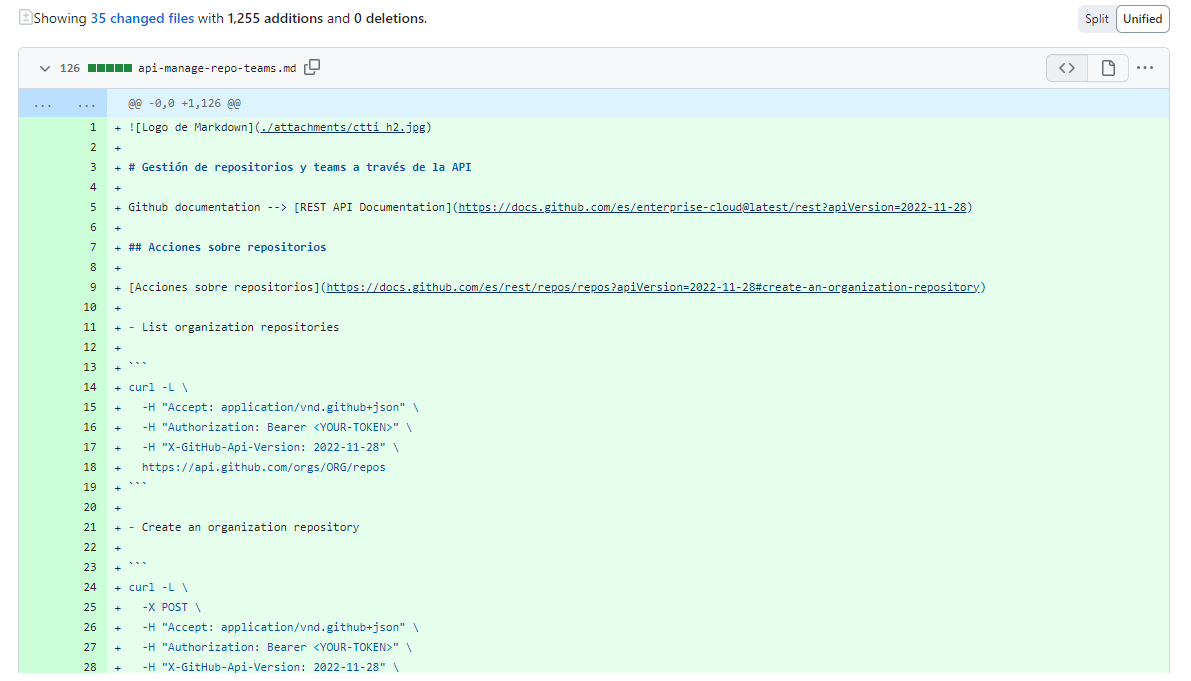 Showing 35 changed files with 1,255 additions and 0 deletions.
Split Unified
126 api-manage-repo-teams.md
... ... @@ -0,0 +1,126 @@
1 + ![Logo de Markdown](./attachments/ctti_h2.jpg)
2 +
3 + # Gestión de repositorios y teams a través de la API
4 +
5 + Github documentation --> [REST API Documentation](https://docs.github.com/es/enterprise-cloud@latest/rest?apiVersion=2022-11-28)
6 +
7 + ## Acciones sobre repositorios
8 +
9 + [Acciones sobre repositorios](https://docs.github.com/es/rest/repos/repos?apiVersion=2022-11-28#create-an-organization-repository)
10 +
11 + - List organization repositories
12 +
13 + ```
14 + curl -L \
15 +   -H "Accept: application/vnd.github+json" \
16 +   -H "Authorization: Bearer <YOUR-TOKEN>" \
17 +   -H "X-GitHub-Api-Version: 2022-11-28" \
18 +   https://api.github.com/orgs/ORG/repos
19 + ```
20 +
21 + - Create an organization repository
22 +
23 + ```
24 + curl -L \
25 +   -X POST \
26 +   -H "Accept: application/vnd.github+json" \
27 +   -H "Authorization: Bearer <YOUR-TOKEN>" \
28 +   -H "X-GitHub-Api-Version: 2022-11-28" \